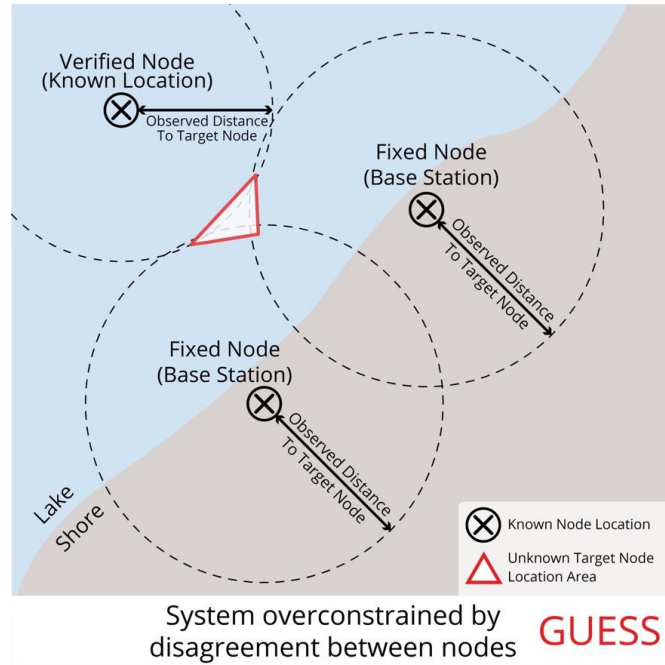 Verified Node
(Known Location)
Observed Distance
To Target Node
Fixed Node
(Base Station)
Observed Distance
To Target Node
Fixed Node
(Base Station)
Observed Distance
To Target Node
Lake
Shore
Known Node Location
Unknown Target Node
Location Area
System overconstrained by
disagreement between nodes
GUESS